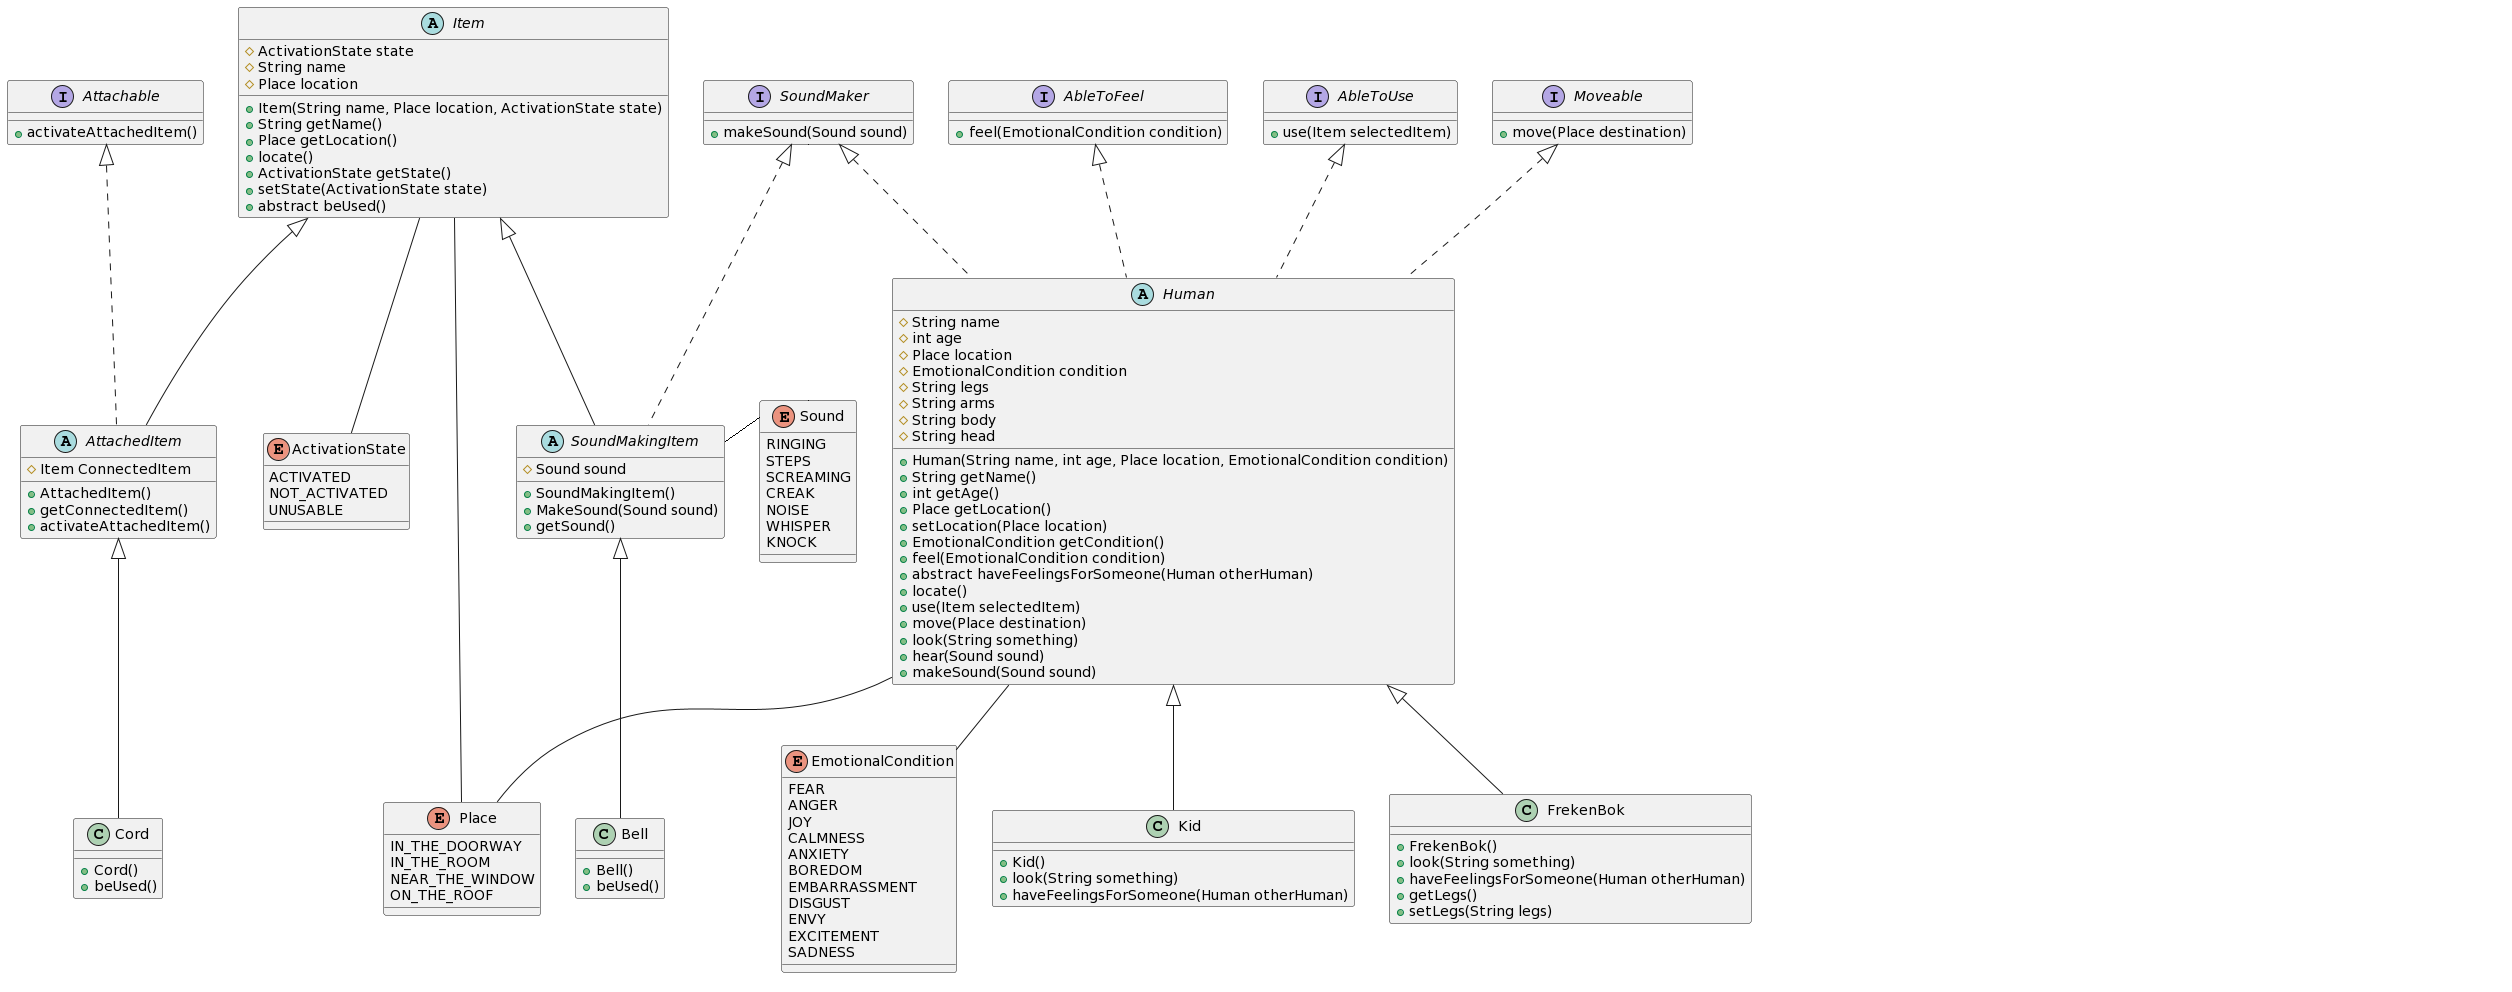 A Item
ActivationState state
String name
Place location
Item(String name, Place location, ActivationState state)
String getName()
Place getLocation()
locate()
ActivationState getState()
setState(ActivationState state)
abstract beUsed()
I Attachable
activateAttachedItem()
I SoundMaker
makeSound(Sound sound)
I AbleToFeel
feel(EmotionalCondition condition)
I AbleToUse
use(Item selectedItem)
I Moveable
move(Place destination)
A Human
String name
int age
Place location
EmotionalCondition condition
String legs
String arms
String body
String head
Human(String name, int age, Place location, EmotionalCondition condition)
String getName()
int getAge()
Place getLocation()
setLocation(Place location)
EmotionalCondition getCondition()
feel(EmotionalCondition condition)
abstract haveFeelingsForSomeone(Human otherHuman)
locate()
use(Item selectedItem)
move(Place destination)
look(String something)
hear(Sound sound)
makeSound(Sound sound)
A AttachedItem
Item ConnectedItem
AttachedItem()
getConnectedItem()
activateAttachedItem()
E ActivationState
ACTIVATED
NOT_ACTIVATED
UNUSABLE
A SoundMakingItem
Sound sound
SoundMakingItem()
MakeSound(Sound sound)
getSound()
E Sound
RINGING
STEPS
SCREAMING
CREAK
NOISE
WHISPER
KNOCK
C Cord
Cord()
beUsed()
E Place
IN_THE_DOORWAY
IN_THE_ROOM
NEAR_THE_WINDOW
ON_THE_ROOF
C Bell
Bell()
beUsed()
E EmotionalCondition
FEAR
ANGER
JOY
CALMNESS
ANXIETY
BOREDOM
EMBARRASSMENT
DISGUST
ENVY
EXCITEMENT
SADNESS
C Kid
Kid()
look(String something)
haveFeelingsForSomeone(Human otherHuman)
C FrekenBok
FrekenBok()
look(String something)
haveFeelingsForSomeone(Human otherHuman)
getLegs()
setLegs(String legs)